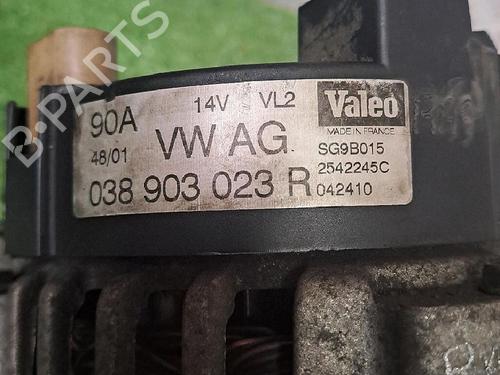 B-PARTS
90A 14V VL2 Valeo
MADE IN FRANCE
48/01 VW AG SG9B015
2542245C
038 903 023 R 042410